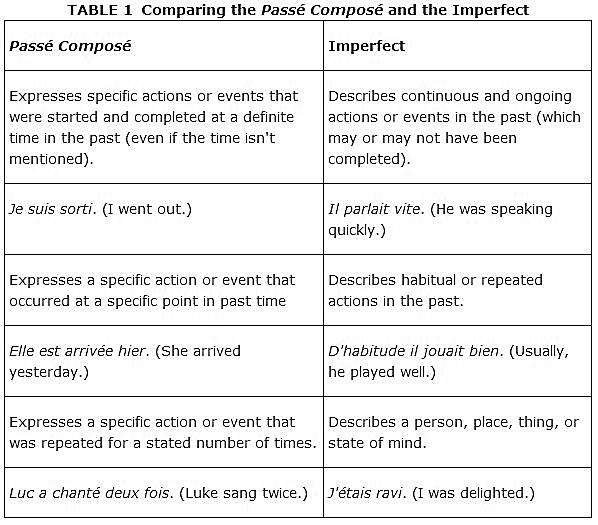 TABLE 1 Comparing the Passé Composé and the Imperfect
Passé Composé
Imperfect
Expresses specific actions or events that
were started and completed at a definite
time in the past (even if the time isn't
mentioned).
Describes continuous and ongoing
actions or events in the past (which
may or may not have been
completed).
Je suis sorti. (I went out.)
Il parlait vite. (He was speaking
quickly.)
Expresses a specific action or event that
occurred at a specific point in past time
Describes habitual or repeated
actions in the past.
Elle est arrivée hier. (She arrived
yesterday.)
D'habitude il jouait bien. (Usually,
he played well.)
Expresses a specific action or event that
was repeated for a stated number of times.
Describes a person, place, thing, or
state of mind.
Luc a chanté deux fois. (Luke sang twice.)
J'étais ravi. (I was delighted.)